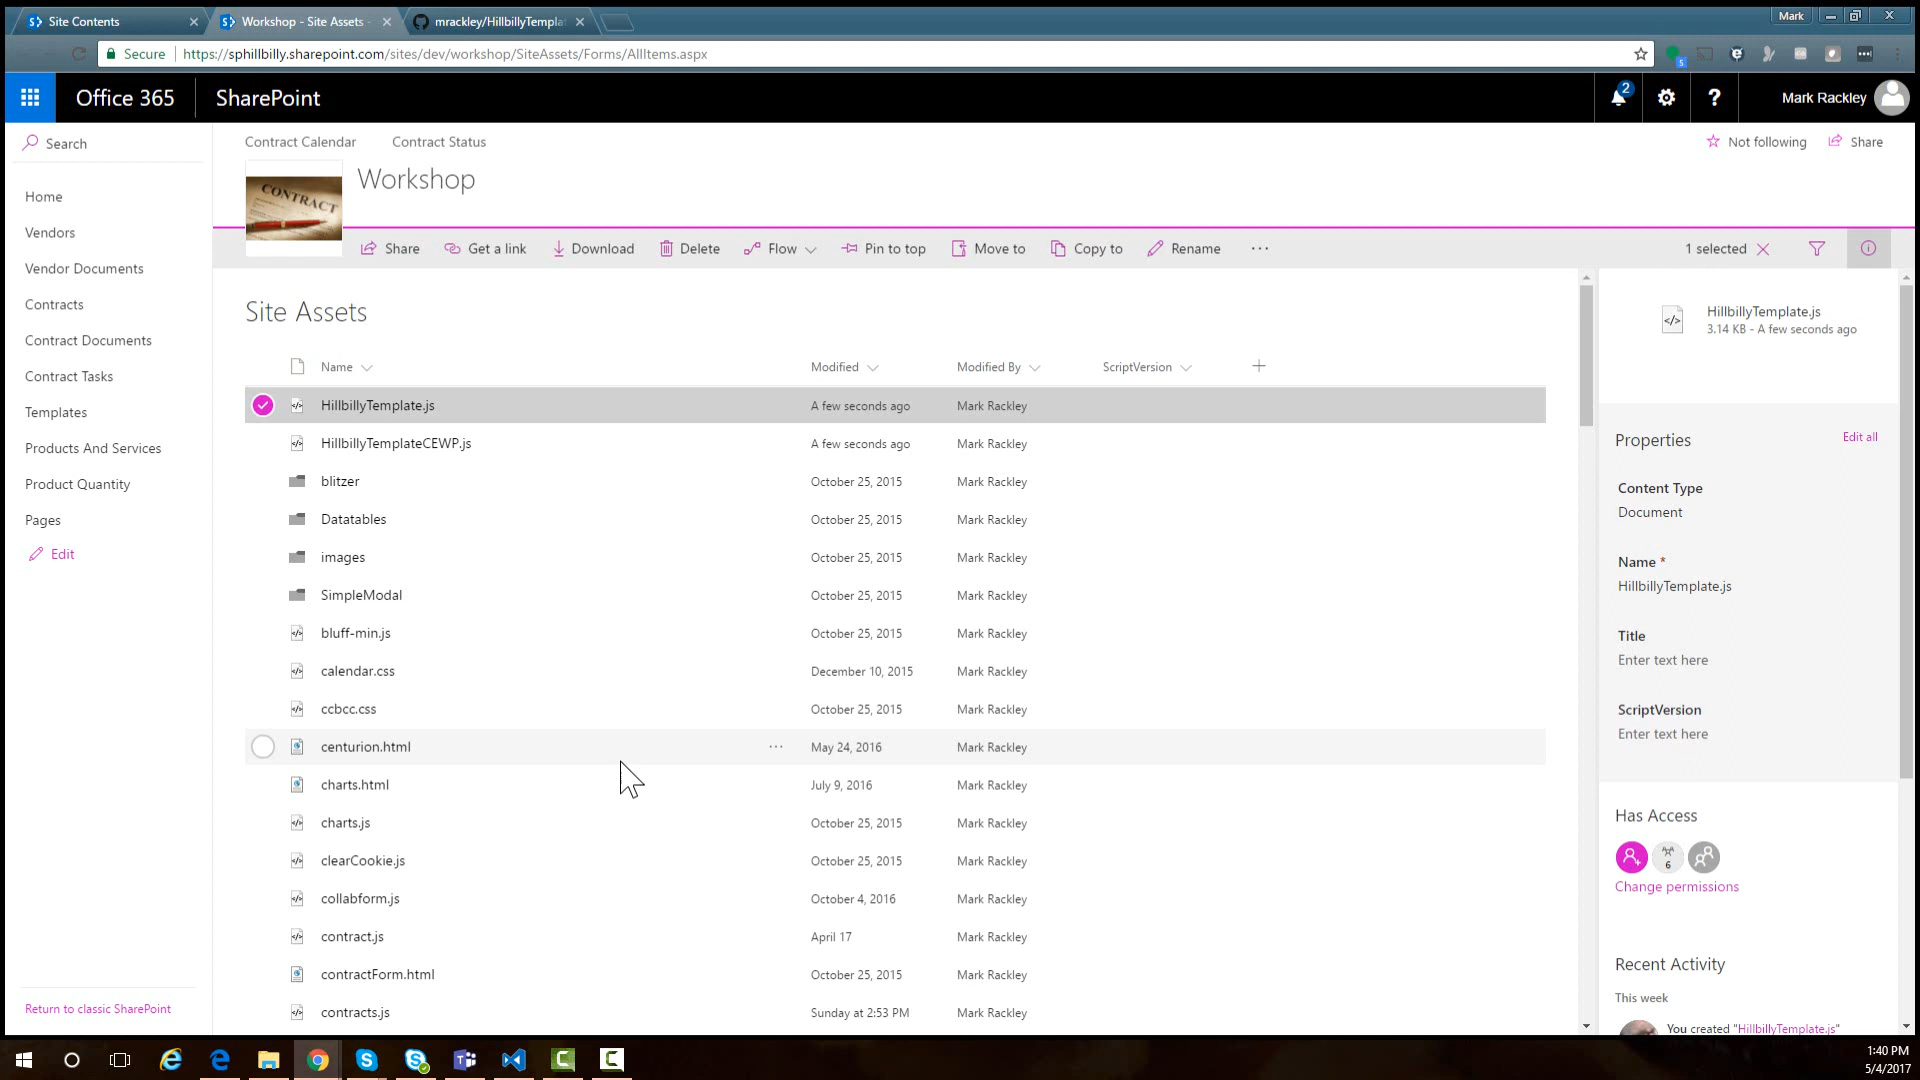 Site Contents
Workshop - Site Assets -
mrackley/HillbillyTempla
Mark
Secure https://sphillbilly.sharepoint.com/sites/dev/workshop/SiteAssets/Forms/AllItems.aspx
Office 365 SharePoint
2
Mark Rackley
Search
Contract Calendar Contract Status
Not following Share
Workshop
CONTRACT
Home
Vendors
Vendor Documents
Contracts
Contract Documents
Contract Tasks
Templates
Products And Services
Product Quantity
Pages
Edit
Return to classic SharePoint
Share Get a link Download Delete Flow Pin to top Move to Copy to Rename ...
1 selected
Site Assets
Name Modified Modified By ScriptVersion
HillbillyTemplate.js A few seconds ago Mark Rackley
HillbillyTemplateCEWP.js A few seconds ago Mark Rackley
blitzer October 25, 2015 Mark Rackley
Datatables October 25, 2015 Mark Rackley
images October 25, 2015 Mark Rackley
SimpleModal October 25, 2015 Mark Rackley
bluff-min.js October 25, 2015 Mark Rackley
calendar.css December 10, 2015 Mark Rackley
ccbcc.css October 25, 2015 Mark Rackley
centurion.html ... May 24, 2016 Mark Rackley
charts.html July 9, 2016 Mark Rackley
charts.js October 25, 2015 Mark Rackley
clearCookie.js October 25, 2015 Mark Rackley
collabform.js October 4, 2016 Mark Rackley
contract.js April 17 Mark Rackley
contractForm.html October 25, 2015 Mark Rackley
contracts.js Sunday at 2:53 PM Mark Rackley
HillbillyTemplate.js
3.14 KB - A few seconds ago
Properties Edit all
Content Type
Document
Name *
HillbillyTemplate.js
Title
Enter text here
ScriptVersion
Enter text here
Has Access
6
Change permissions
Recent Activity
This week
You created "HillbillyTemplate.js"
1:40 PM
5/4/2017